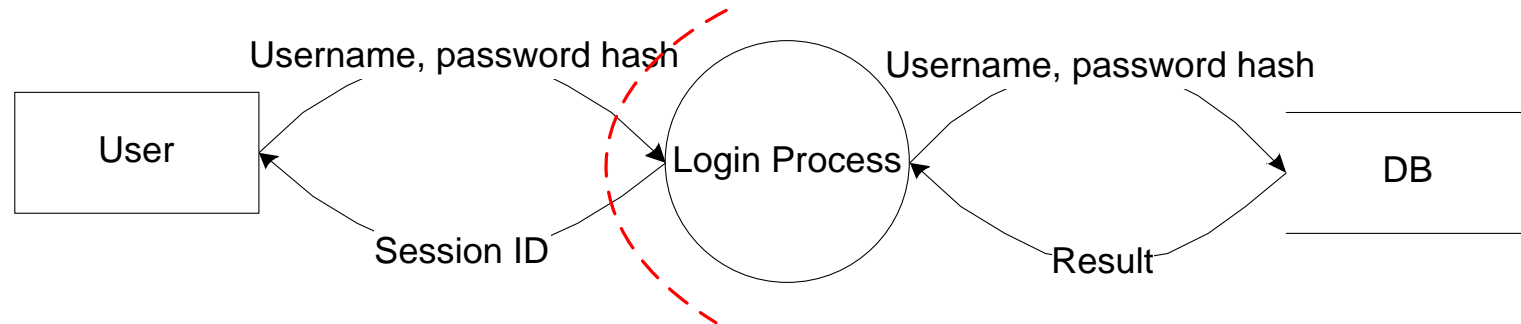 Username, password hash
Username, password hash
User
Login Process
DB
Session ID
Result